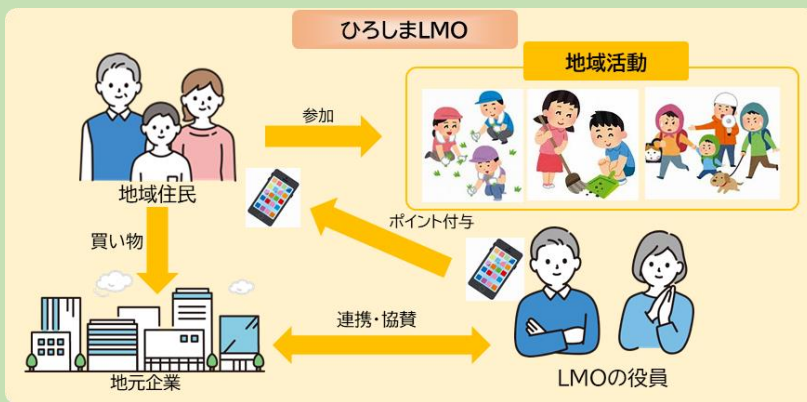 ひろしまLMO
地域活動
参加
地域住民
ポイント付与
買い物
連携・協賛
地元企業
LMOの役員